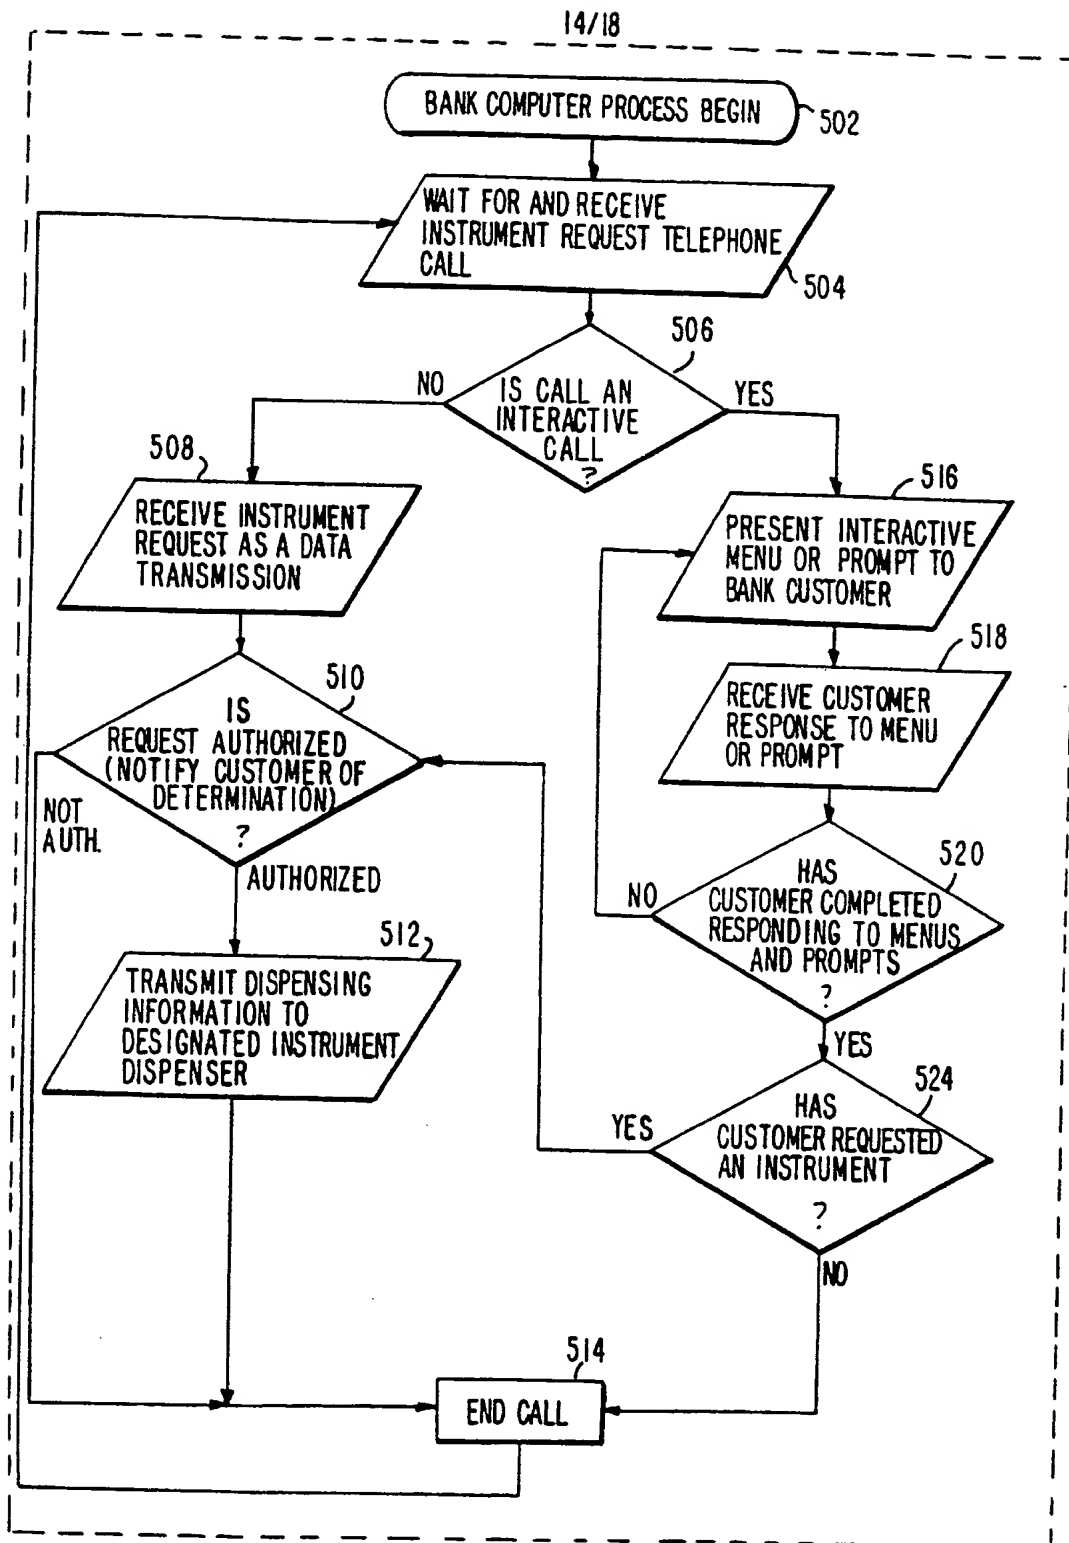 14/18
BANK COMPUTER PROCESS BEGIN
502
WAIT FOR AND RECEIVE
INSTRUMENT REQUEST TELEPHONE
CALL
504
506
NO
IS CALL AN
INTERACTIVE
CALL
?
YES
508
RECEIVE INSTRUMENT
REQUEST AS A DATA
TRANSMISSION
516
PRESENT INTERACTIVE
MENU OR PROMPT TO
BANK CUSTOMER
518
RECEIVE CUSTOMER
RESPONSE TO MENU
OR PROMPT
510
IS
REQUEST AUTHORIZED
(NOTIFY CUSTOMER OF
DETERMINATION)
?
NOT
AUTH.
AUTHORIZED
520
NO
HAS
CUSTOMER COMPLETED
RESPONDING TO MENUS
AND PROMPTS
?
YES
512
TRANSMIT DISPENSING
INFORMATION TO
DESIGNATED INSTRUMENT
DISPENSER
524
YES
HAS
CUSTOMER REQUESTED
AN INSTRUMENT
?
NO
514
END CALL